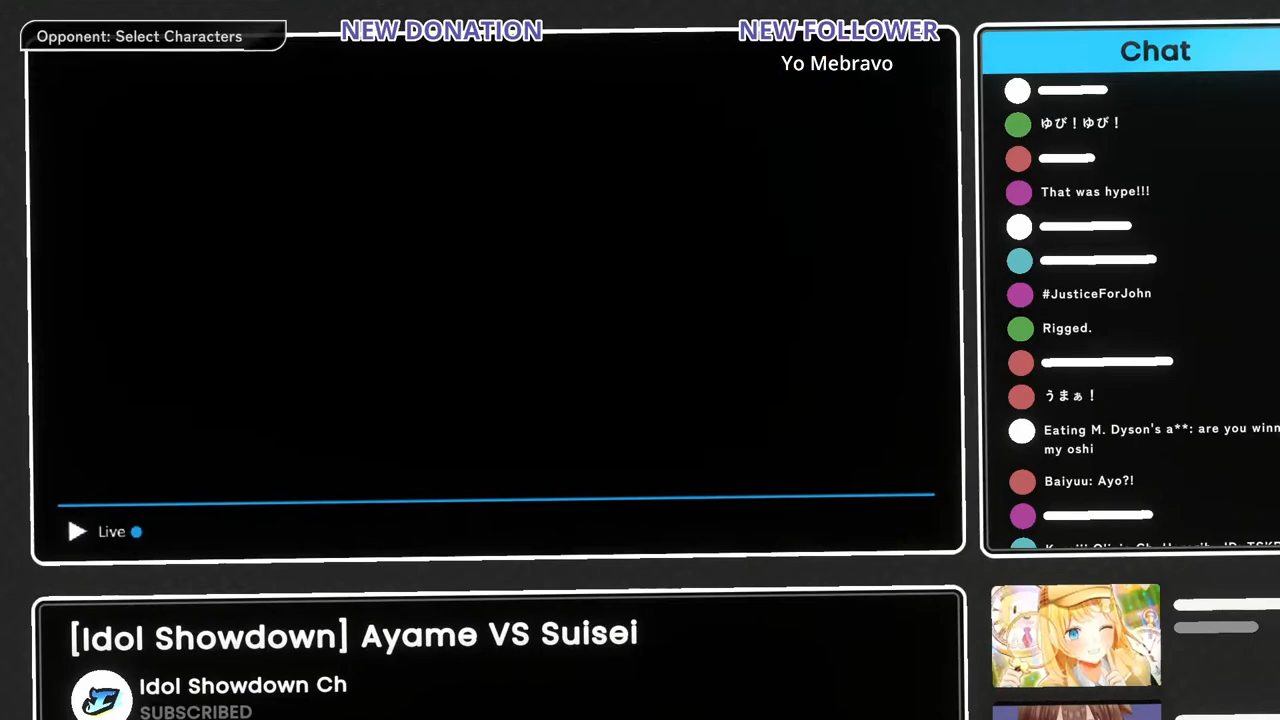 Opponent: Select Characters
NEW DONATION
NEW FOLLOWER
Yo Mebravo
Chat
ゆび！ゆび！
That was hype!!!
#JusticeForJohn
Rigged.
うまぁ！
Eating M. Dyson's a**: are you winn
my oshi
Baiyuu: Ayo?!
Live
[Idol Showdown] Ayame VS Suisei
Idol Showdown Ch
SUBSCRIBED